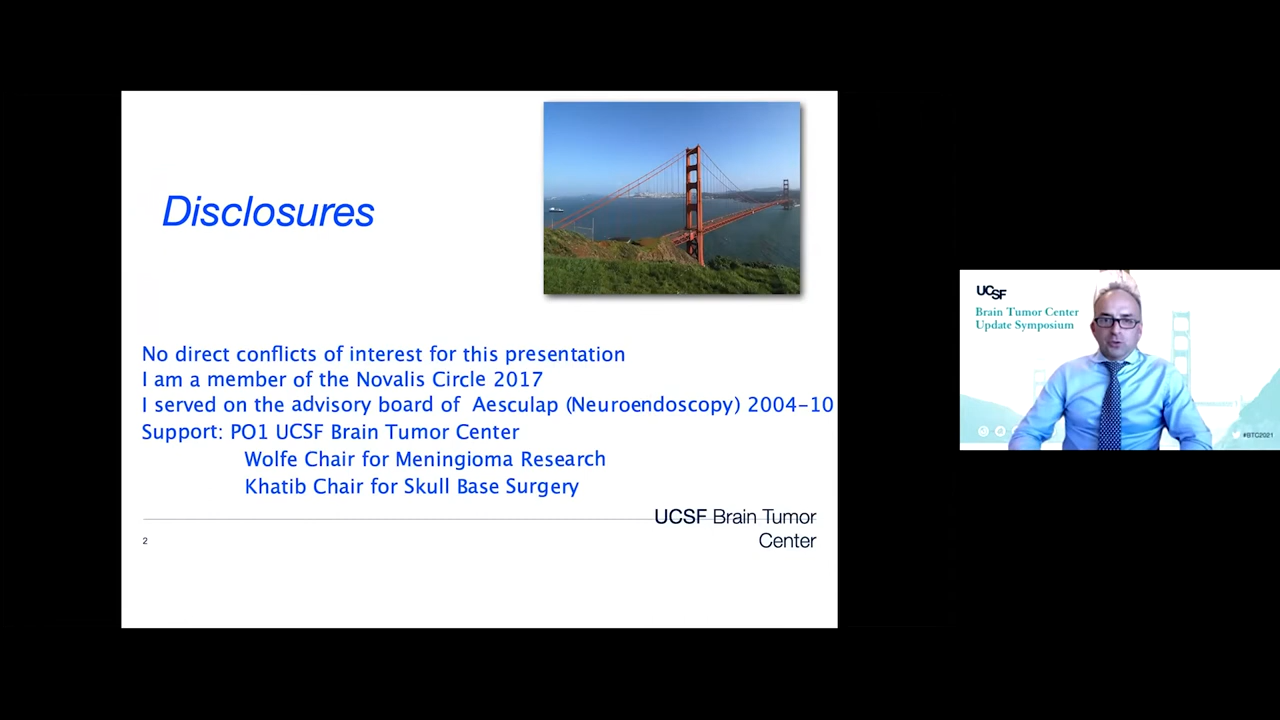 Disclosures
No direct conflicts of interest for this presentation
I am a member of the Novalis Circle 2017
I served on the advisory board of Aesculap (Neuroendoscopy) 2004-10
Support: PO1 UCSF Brain Tumor Center
Wolfe Chair for Meningioma Research
Khatib Chair for Skull Base Surgery
UCSF Brain Tumor
Center
2
UCSF
Brain Tumor Center
Update Symposium
#BTC2021